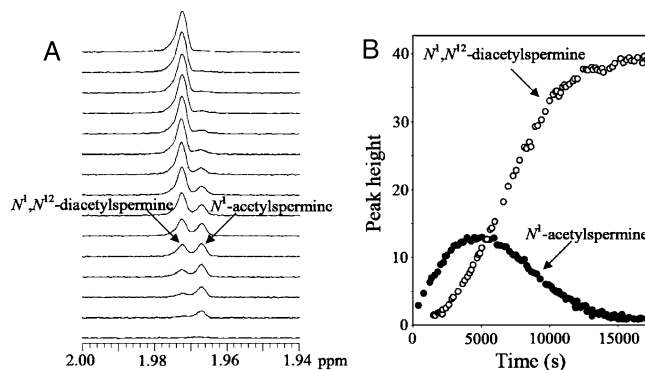 A
N¹,N¹²-diacetylspermine
N¹-acetylspermine
2.00 1.98 1.96 1.94 ppm
B
Peak height
40
30
20
10
0
N¹,N¹²-diacetylspermine
N¹-acetylspermine
0 5000 10000 15000
Time (s)